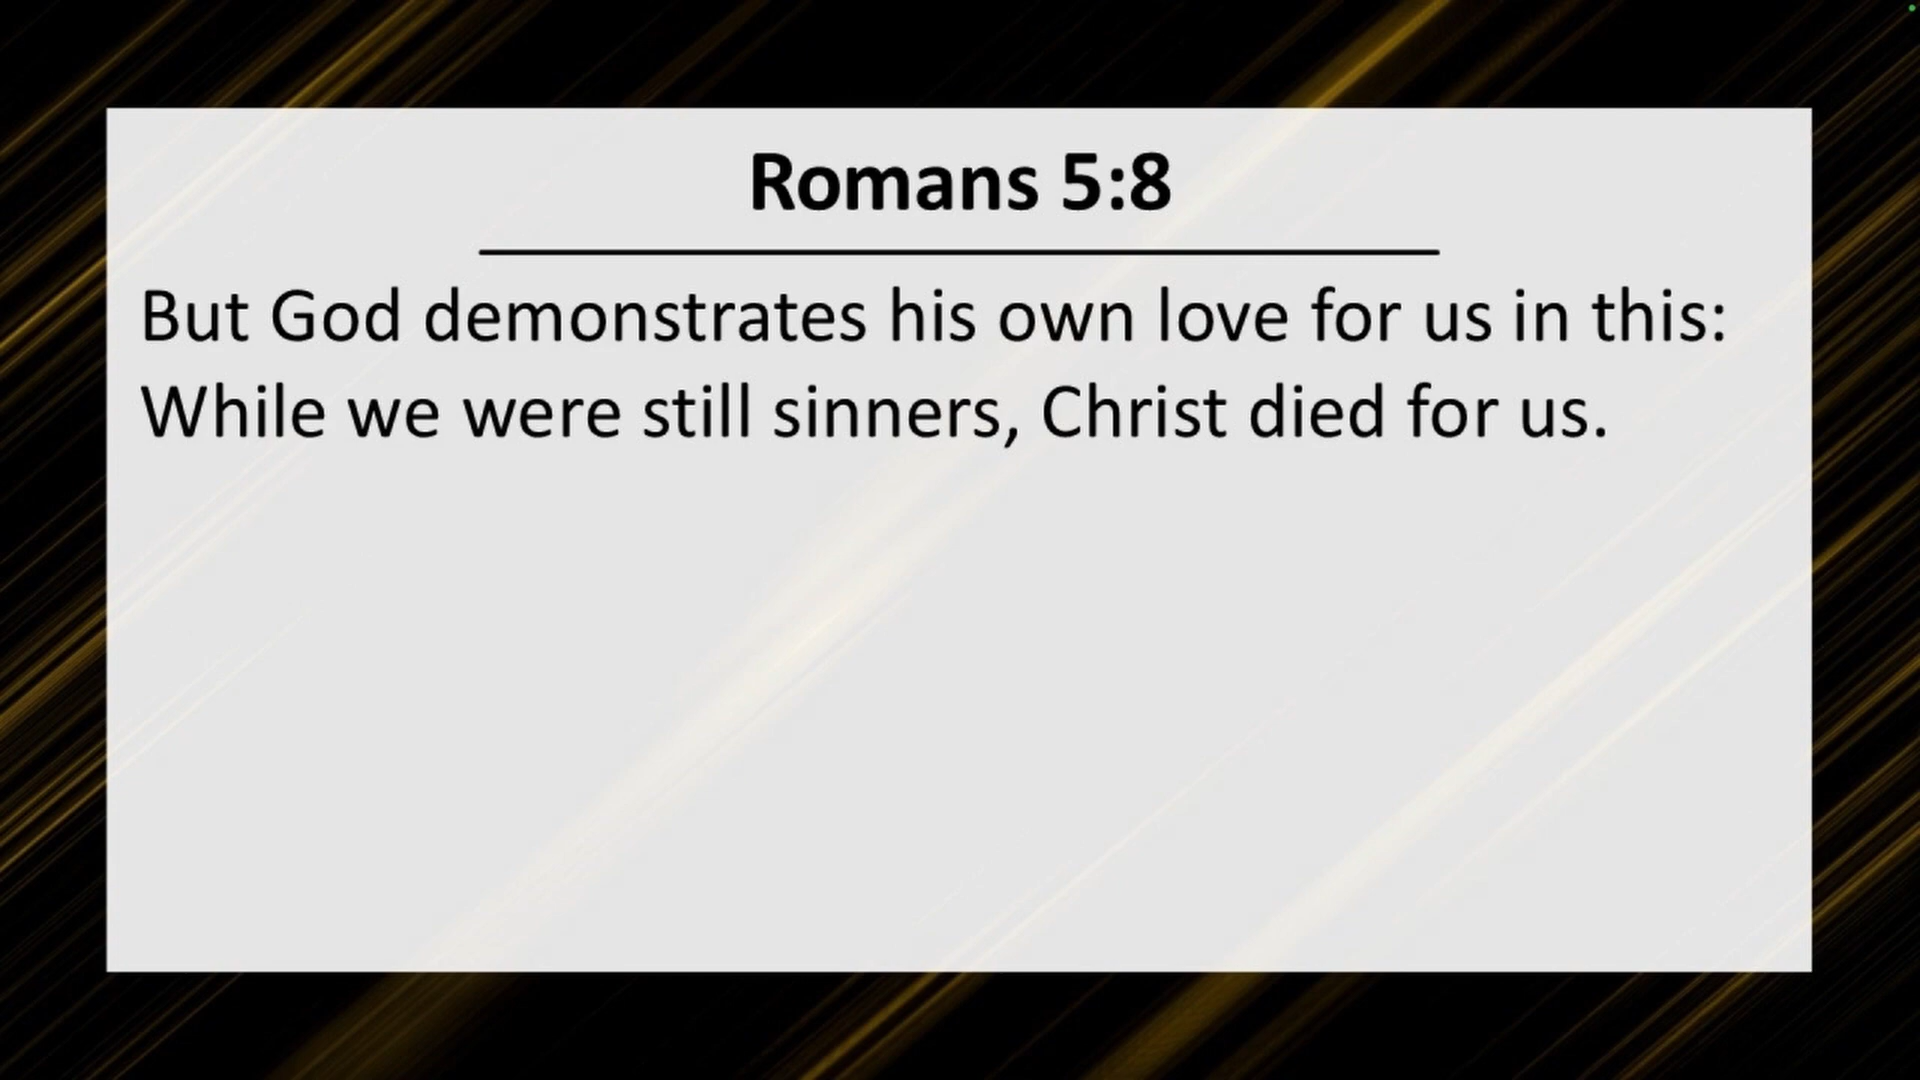 Romans 5:8
But God demonstrates his own love for us in this:
While we were still sinners, Christ died for us.